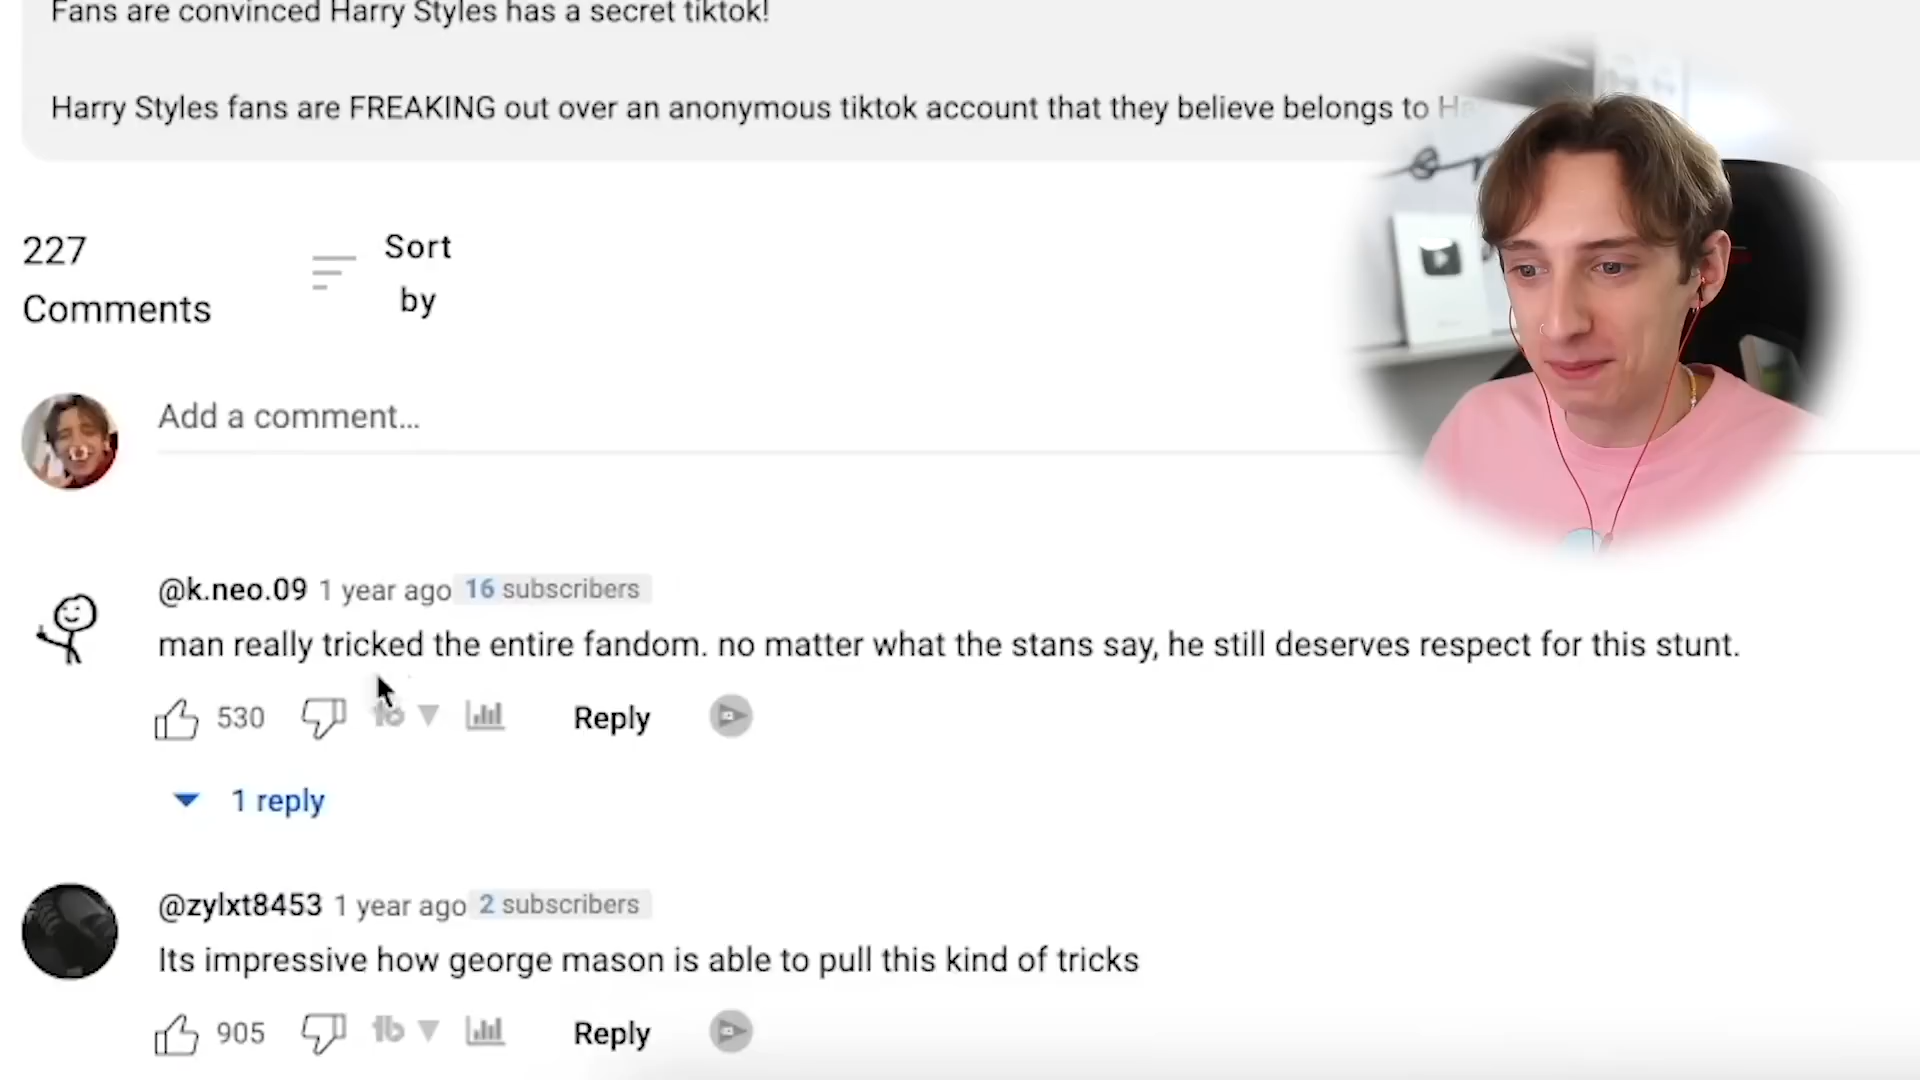 Fans are convinced Harry Styles has a secret tiktok!
Harry Styles fans are FREAKING out over an anonymous tiktok account that they believe belongs to
227
Comments
Sort
by
Add a comment...
@k.neo.09 1 year ago 16 subscribers
man really tricked the entire fandom. no matter what the stans say, he still deserves respect for this stunt.
530
Reply
1 reply
@zylxt8453 1 year ago 2 subscribers
Its impressive how george mason is able to pull this kind of tricks
905
Reply